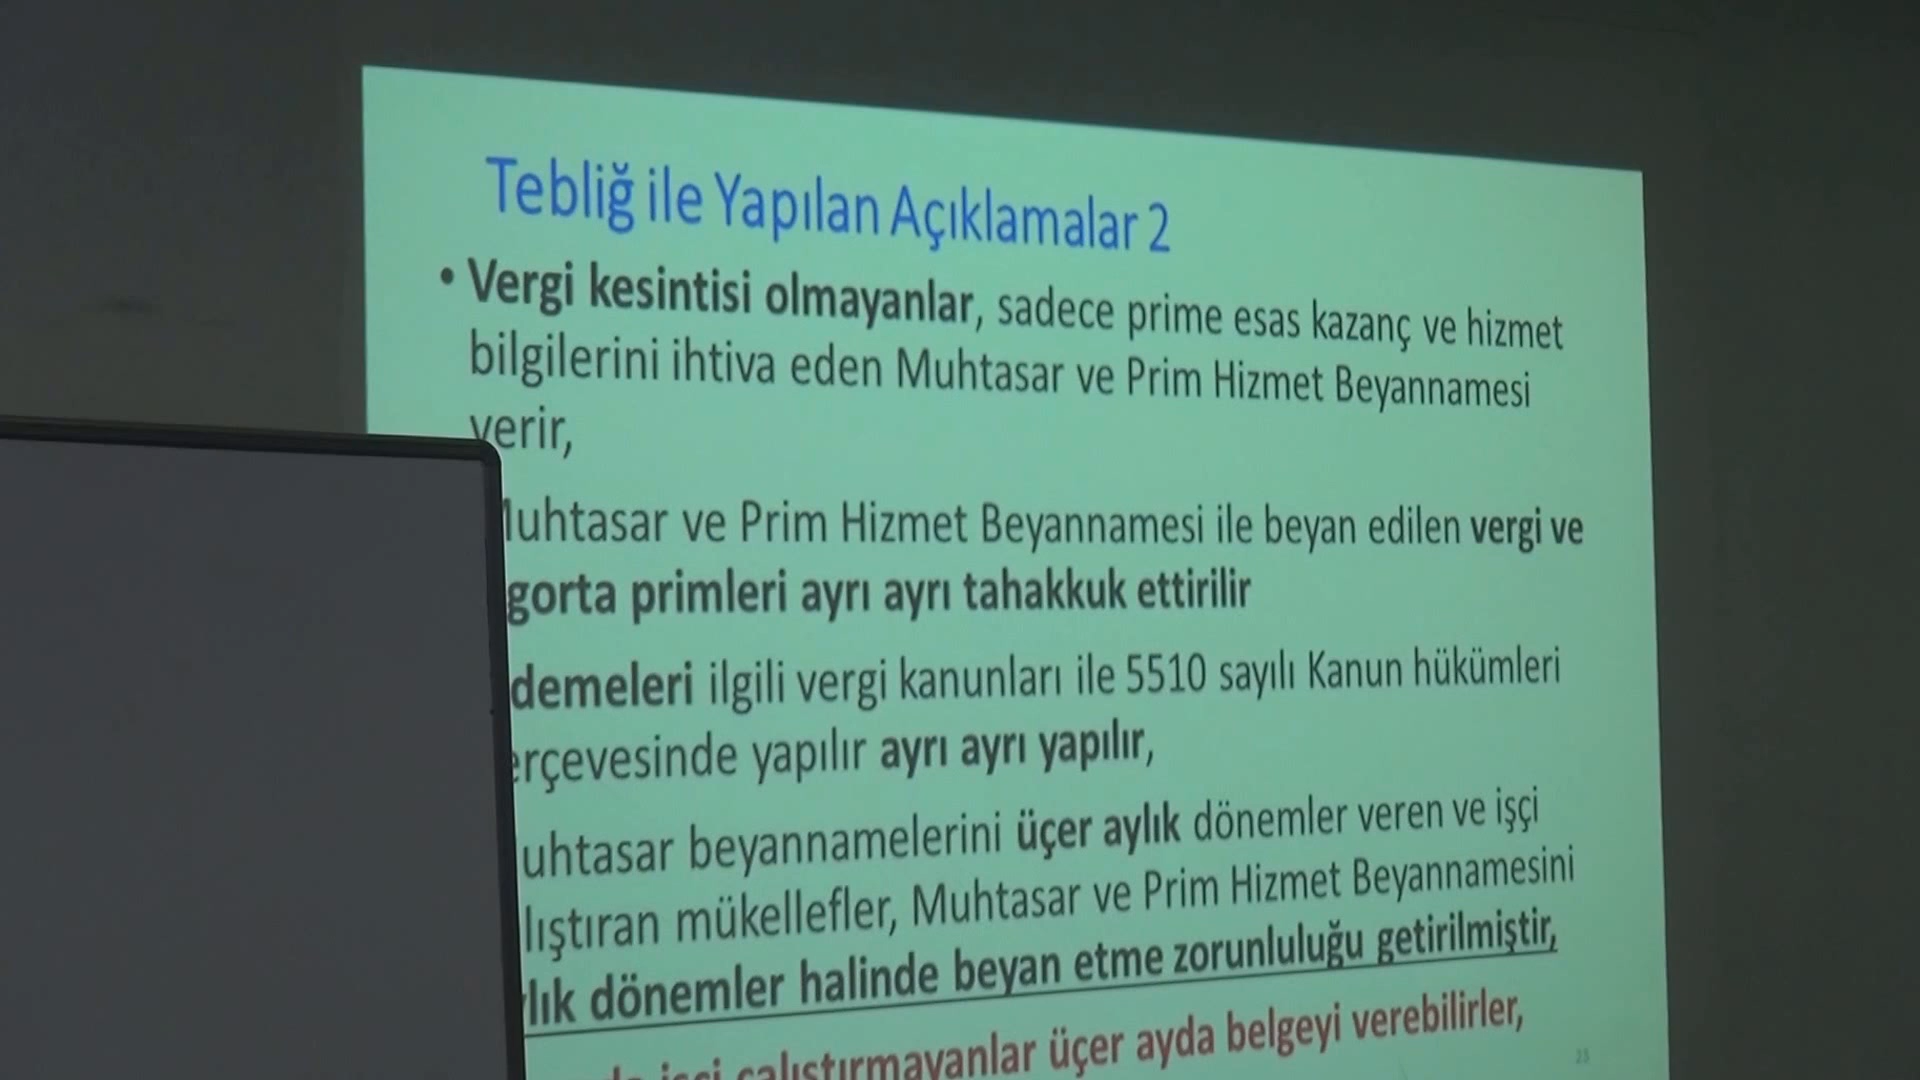 Tebliğ ile Yapılan Açıklamalar 2
• Vergi kesintisi olmayanlar, sadece prime esas kazanç ve hizmet
bilgilerini ihtiva eden Muhtasar ve Prim Hizmet Beyannamesi
verir,
uhtasar ve Prim Hizmet Beyannamesi ile beyan edilen vergi ve
gorta primleri ayrı ayrı tahakkuk ettirilir
demeleri ilgili vergi kanunları ile 5510 sayılı Kanun hükümleri
erçevesinde yapılır ayrı ayrı yapılır,
uhtasar beyannamelerini üçer aylık dönemler veren ve işçi
lıştıran mükellefler, Muhtasar ve Prim Hizmet Beyannamesini
lık dönemler halinde beyan etme zorunluluğu getirilmiştir,
işçi çalıştırmayanlar üçer ayda belgeyi verebilirler,